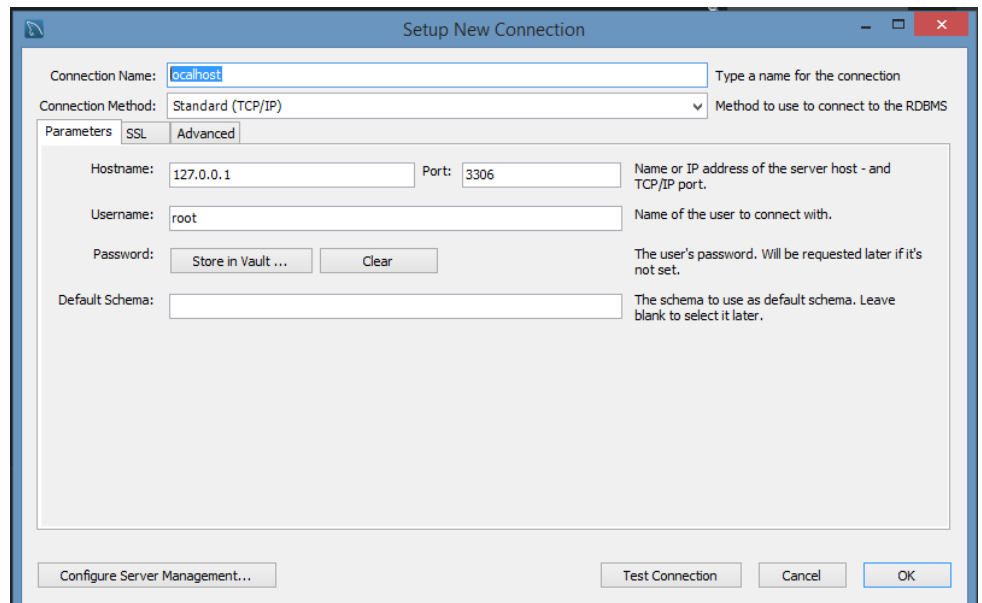 Setup New Connection
Connection Name: ocalhost Type a name for the connection
Connection Method: Standard (TCP/IP) Method to use to connect to the RDBMS
Parameters SSL Advanced
Hostname: 127.0.0.1 Port: 3306 Name or IP address of the server host - and
TCP/IP port.
Username: root Name of the user to connect with.
Password: Store in Vault ... Clear The user's password. Will be requested later if it's
not set.
Default Schema: The schema to use as default schema. Leave
blank to select it later.
Configure Server Management... Test Connection Cancel OK